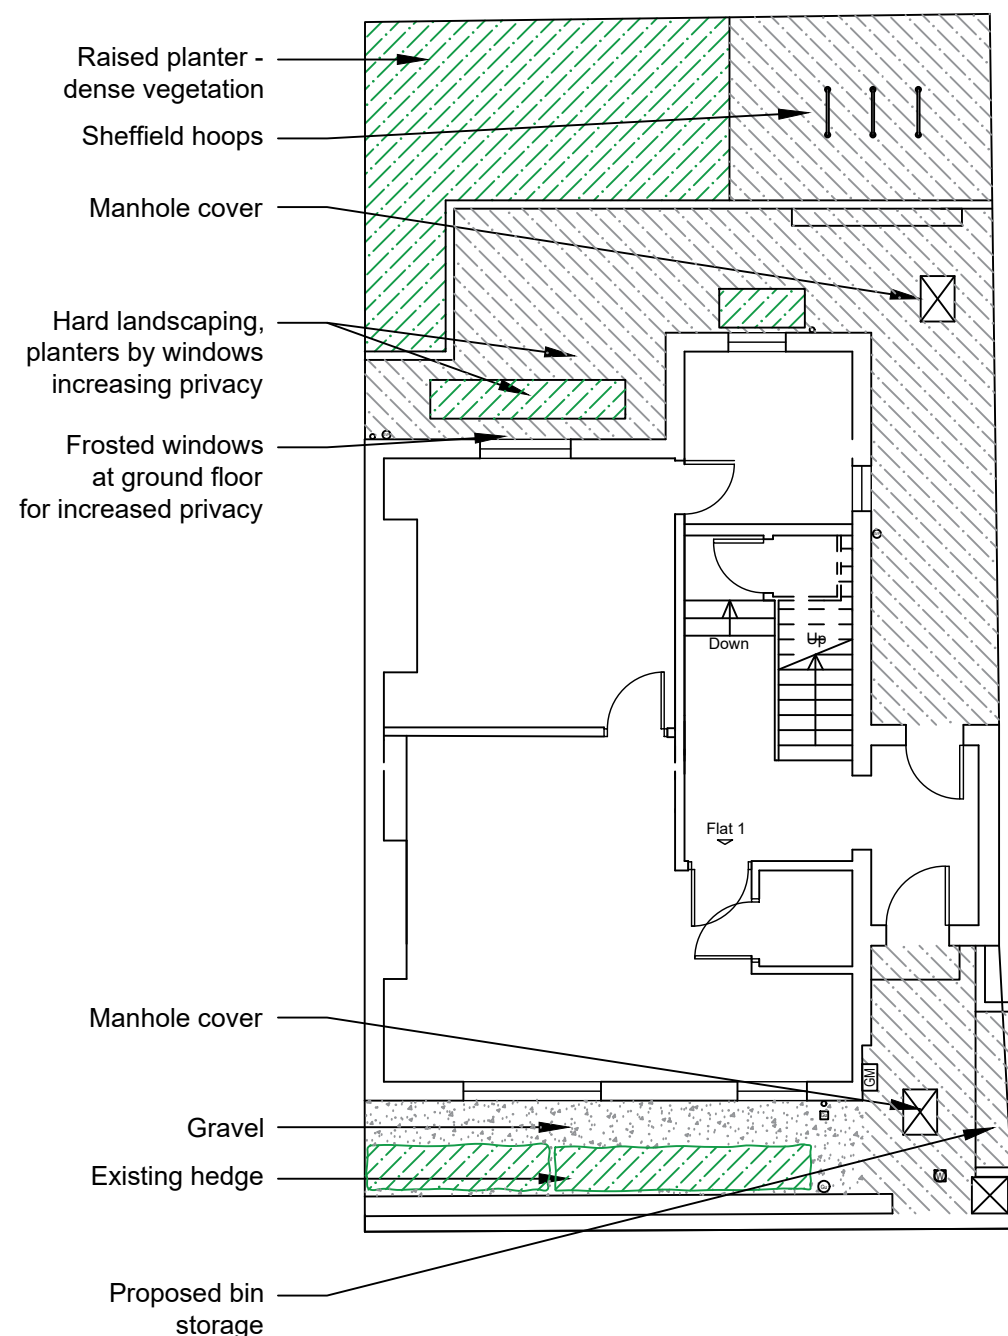 Raised planter -
dense vegetation
Sheffield hoops
Manhole cover
Hard landscaping,
planters by windows
increasing privacy
Frosted windows
at ground floor
for increased privacy
Down
Up
Flat 1
Manhole cover
GM
Gravel
Existing hedge
W
Proposed bin
storage